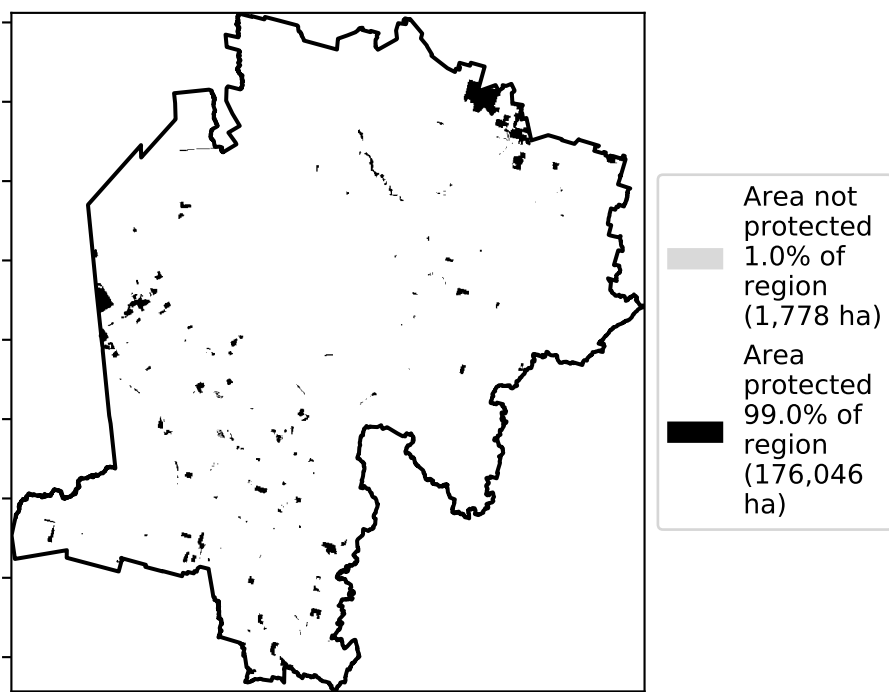 Area not
protected
1.0% of
region
(1,778 ha)
Area
protected
99.0% of
region
(176,046
ha)